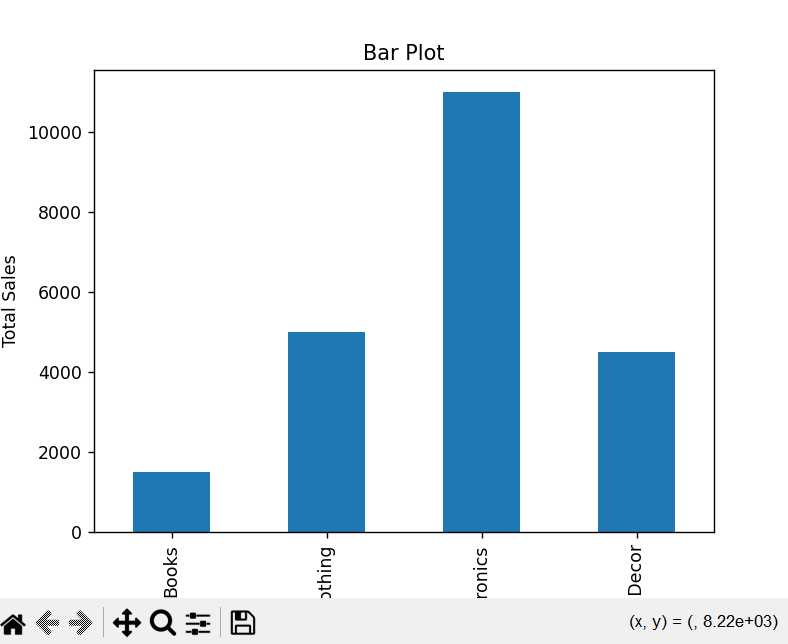 Bar Plot
10000
8000
6000
4000
2000
0
Total Sales
Books
othing
ronics
Decor
(x, y) = (, 8.22e+03)